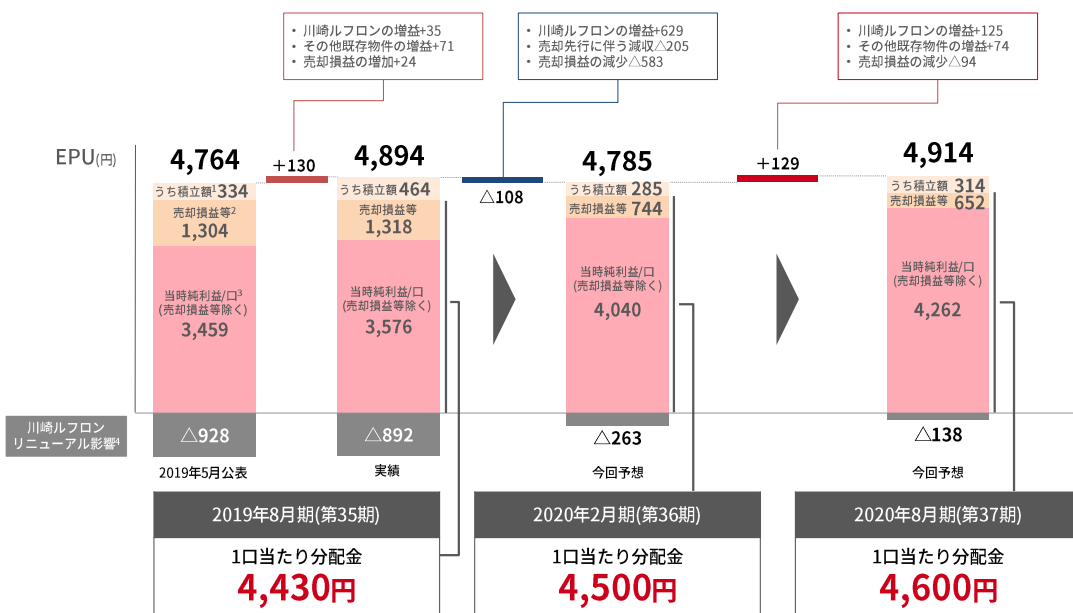 ・ 川崎ルフロンの増益+35
・ その他既存物件の増益+71
・ 売却損益の増加+24
・ 川崎ルフロンの増益+629
・ 売却先行に伴う減収△205
・ 売却損益の減少△583
・ 川崎ルフロンの増益+125
・ その他既存物件の増益+74
・ 売却損益の減少△94
EPU(円)
4,764
+130
4,894
△108
4,785
+129
4,914
うち積立額1 334
売却損益等2
1,304
当時純利益/口3
(売却損益等除く)
3,459
うち積立額 464
売却損益等
1,318
当時純利益/口
(売却損益等除く)
3,576
うち積立額 285
売却損益等 744
当時純利益/口
(売却損益等除く)
4,040
うち積立額 314
売却損益等 652
当時純利益/口
(売却損益等除く)
4,262
川崎ルフロン
リニューアル影響4
△928
△892
△263
△138
2019年5月公表
実績
今回予想
今回予想
2019年8月期(第35期)
1口当たり分配金
4,430円
2020年2月期(第36期)
1口当たり分配金
4,500円
2020年8月期(第37期)
1口当たり分配金
4,600円